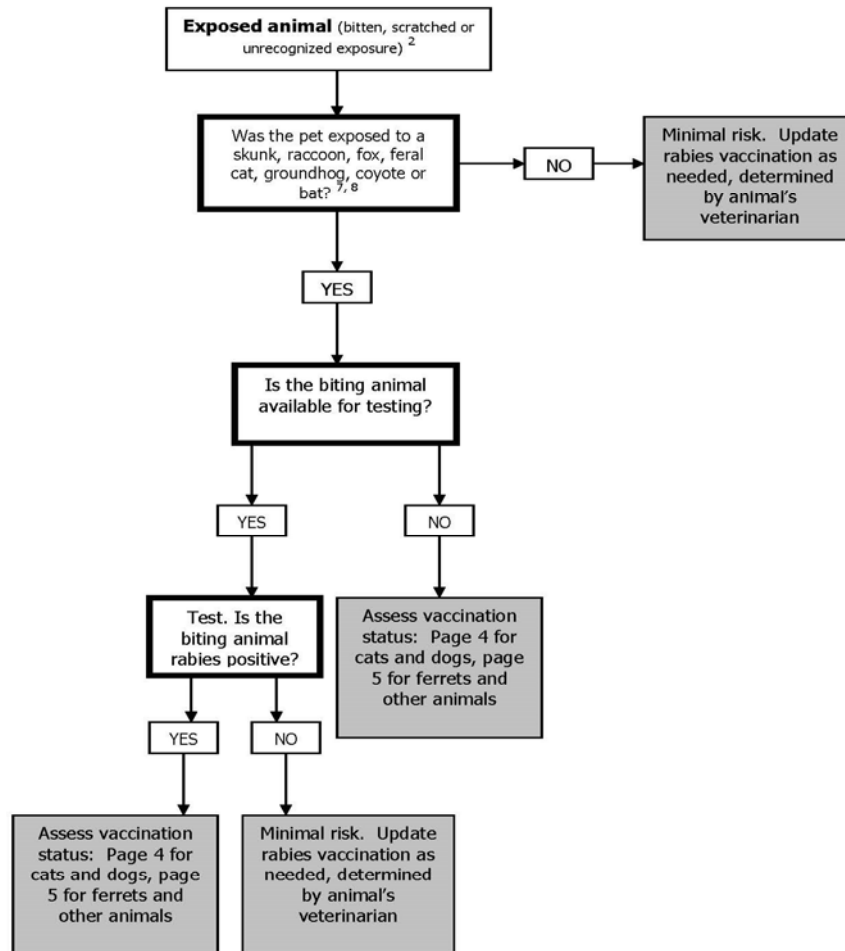 Exposed animal (bitten, scratched or
unrecognized exposure) 2
Was the pet exposed to a
skunk, raccoon, fox, feral
cat, groundhog, coyote or
bat? 7, 8
NO
Minimal risk. Update
rabies vaccination as
needed, determined
by animal's
veterinarian
YES
Is the biting animal
available for testing?
YES
NO
Test. Is the
biting animal
rabies positive?
Assess vaccination
status: Page 4 for
cats and dogs, page
5 for ferrets and
other animals
YES
NO
Assess vaccination
status: Page 4 for
cats and dogs, page
5 for ferrets and
other animals
Minimal risk. Update
rabies vaccination as
needed, determined
by animal's
veterinarian